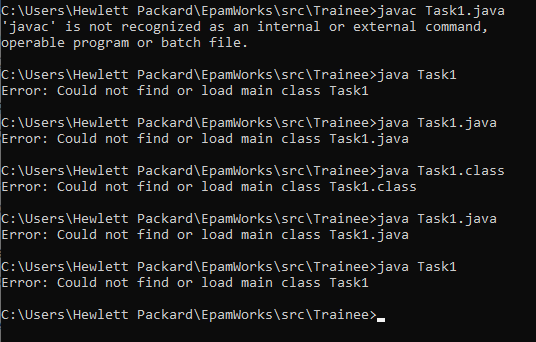 C:\Users\Hewlett Packard\EpamWorks\src\Trainee>javac Task1.java
'javac' is not recognized as an internal or external command,
operable program or batch file.
C:\Users\Hewlett Packard\EpamWorks\src\Trainee>java Task1
Error: Could not find or load main class Task1
C:\Users\Hewlett Packard\EpamWorks\src\Trainee>java Task1.java
Error: Could not find or load main class Task1.java
C:\Users\Hewlett Packard\EpamWorks\src\Trainee>java Task1.class
Error: Could not find or load main class Task1.class
C:\Users\Hewlett Packard\EpamWorks\src\Trainee>java Task1.java
Error: Could not find or load main class Task1.java
C:\Users\Hewlett Packard\EpamWorks\src\Trainee>java Task1
Error: Could not find or load main class Task1
C:\Users\Hewlett Packard\EpamWorks\src\Trainee>